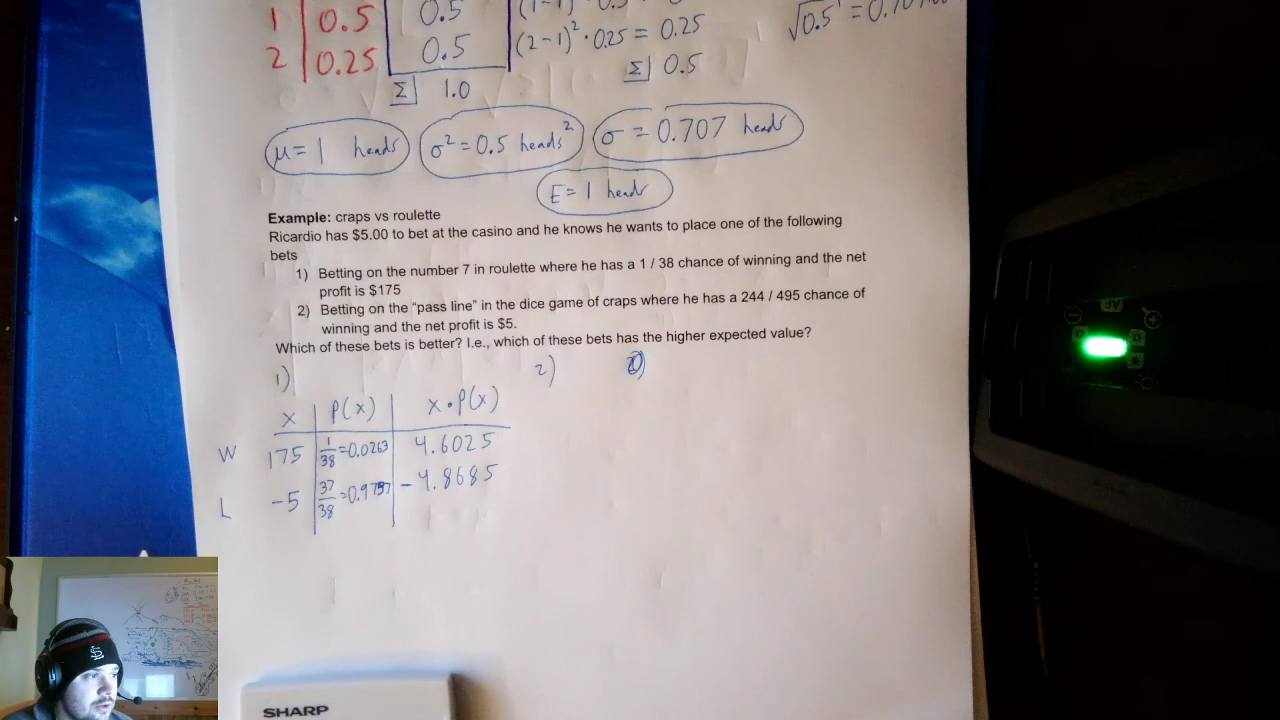 1 0.5 0.5
2 0.25 0.5 (2-1)²·0.25 = 0.25
Σ 1.0 Σ 0.5
μ = 1 heads σ² = 0.5 heads² σ = 0.707 heads
E = 1 heads
Example: craps vs roulette
Ricardio has $5.00 to bet at the casino and he knows he wants to place one of the following
bets
1) Betting on the number 7 in roulette where he has a 1 / 38 chance of winning and the net
profit is $175
2) Betting on the “pass line” in the dice game of craps where he has a 244 / 495 chance of
winning and the net profit is $5.
Which of these bets is better? I.e., which of these bets has the higher expected value?
1) 2)
x P(x) x·P(x)
W 175 1/38 = 0.0263 4.6025
L -5 37/38 = 0.9737 -4.8685
SHARP
AF